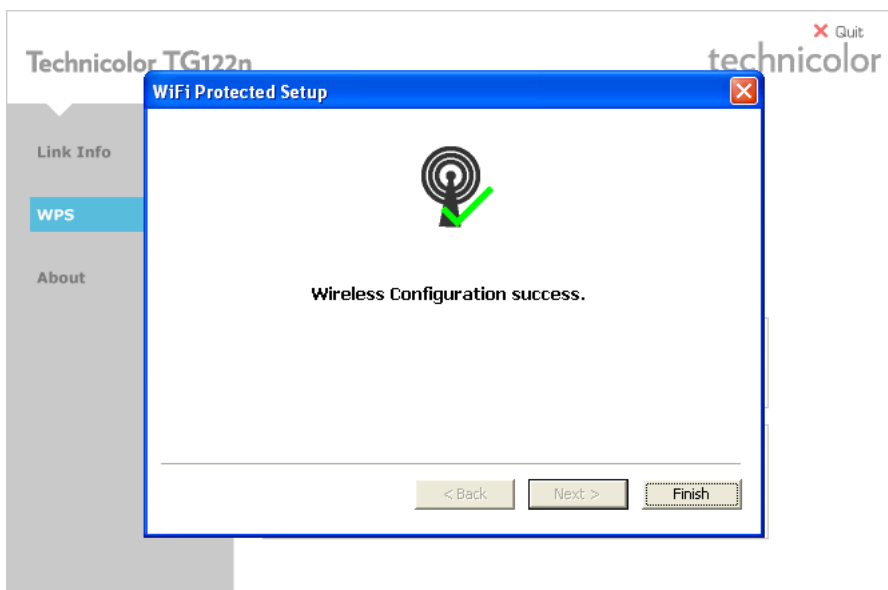 Quit
Technicolor TG122n
technicolor
WiFi Protected Setup
Link Info
WPS
About
Wireless Configuration success.
< Back
Next >
Finish